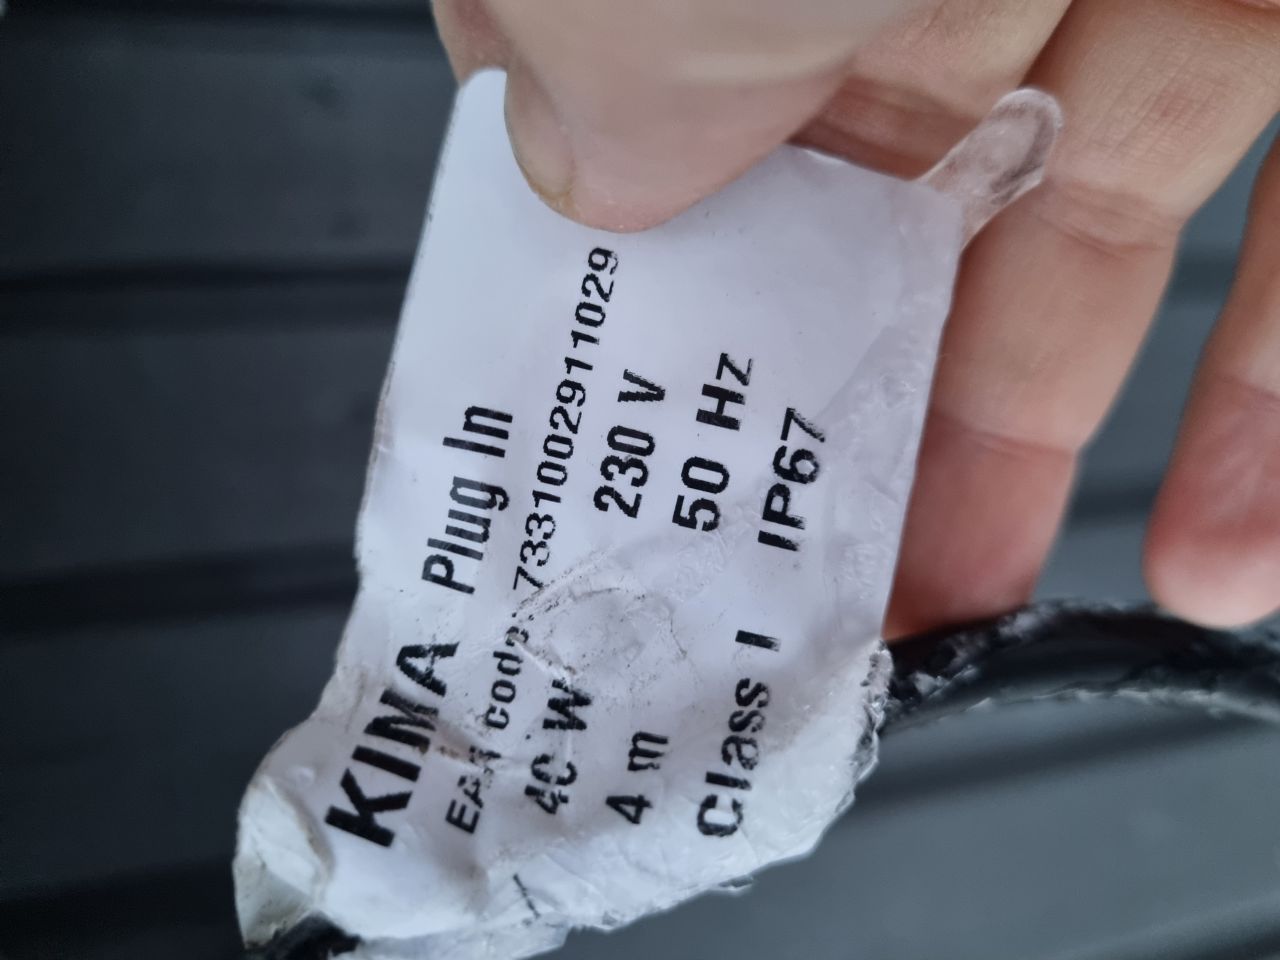 KIMA Plug In
EAN code: 7331002911029
40 W 230 V
4 m 50 Hz
Class I IP67